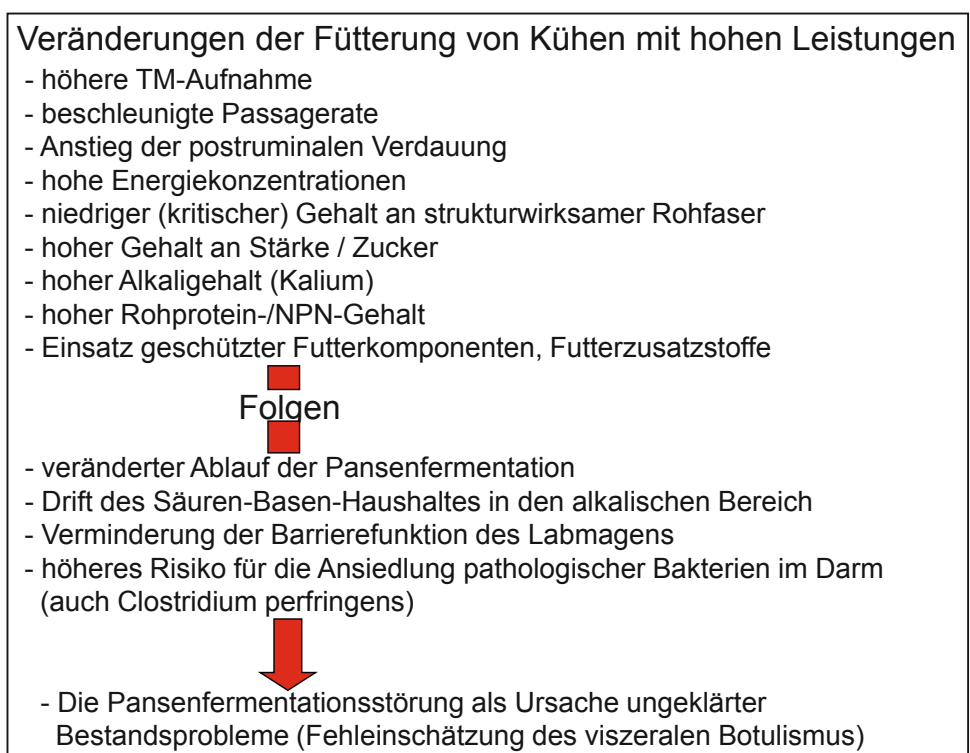 Veränderungen der Fütterung von Kühen mit hohen Leistungen
- höhere TM-Aufnahme
- beschleunigte Passagerate
- Anstieg der postruminalen Verdauung
- hohe Energiekonzentrationen
- niedriger (kritischer) Gehalt an strukturwirksamer Rohfaser
- hoher Gehalt an Stärke / Zucker
- hoher Alkaligehalt (Kalium)
- hoher Rohprotein-/NPN-Gehalt
- Einsatz geschützter Futterkomponenten, Futterzusatzstoffe
Folgen
- veränderter Ablauf der Pansenfermentation
- Drift des Säuren-Basen-Haushaltes in den alkalischen Bereich
- Verminderung der Barrierefunktion des Labmagens
- höheres Risiko für die Ansiedlung pathologischer Bakterien im Darm
(auch Clostridium perfringens)
- Die Pansenfermentationsstörung als Ursache ungeklärter
Bestandsprobleme (Fehleinschätzung des viszeralen Botulismus)